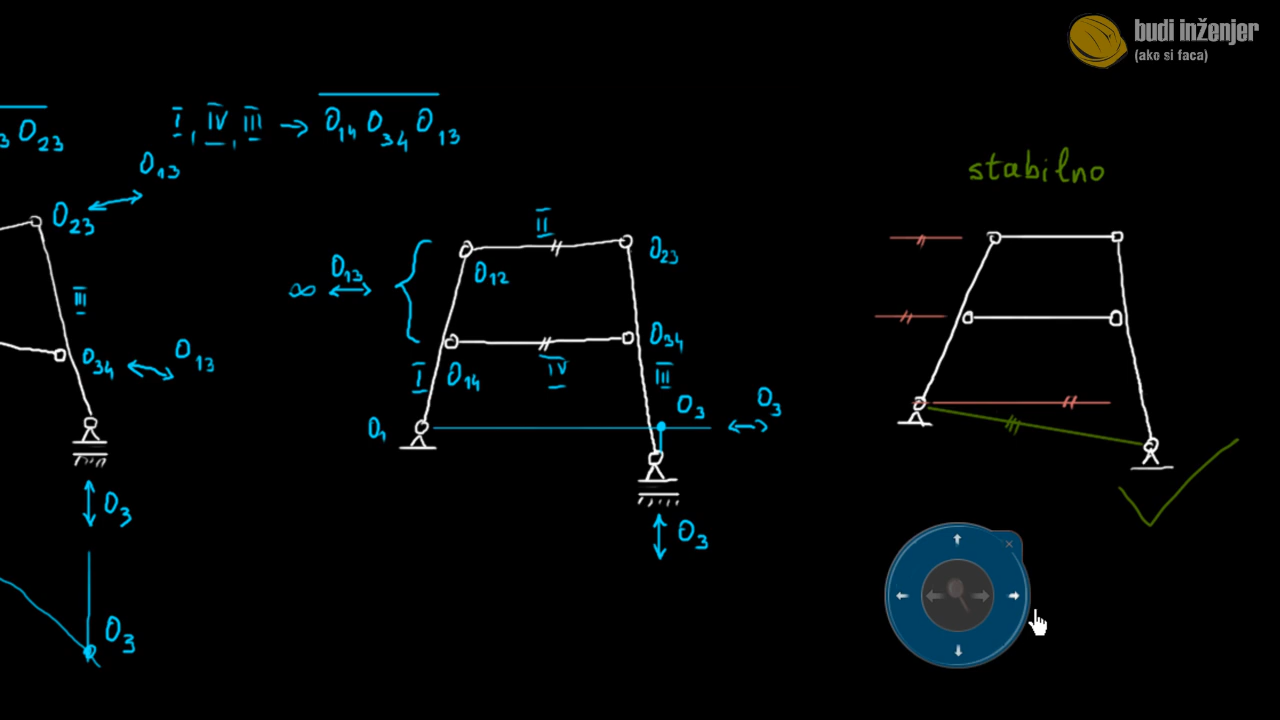 budi inženjer
(ako si faca)
I, IV, III → O₁₄ O₃₄ O₁₃
₃ O₂₃
O₁₃
stabilno
O₂₃
II
O₂₃
O₁₃
∞
O₁₂
III
O₃₄
O₁₃
O₃₄
I
O₁₄
IV
III
O₃
O₃
O₁
O₃
O₃
O₃